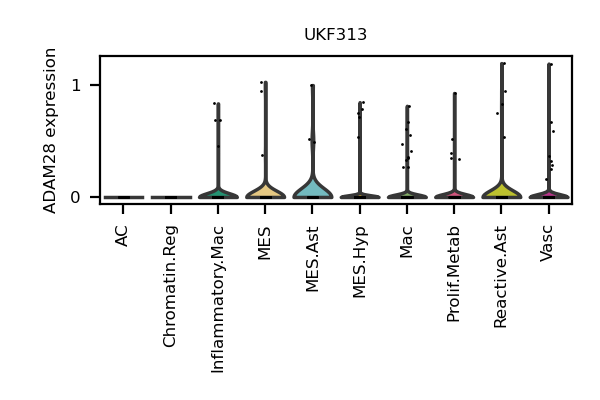 UKF313
ADAM28 expression
1
0
AC
Chromatin.Reg
Inflammatory.Mac
MES
MES.Ast
MES.Hyp
Mac
Prolif.Metab
Reactive.Ast
Vasc